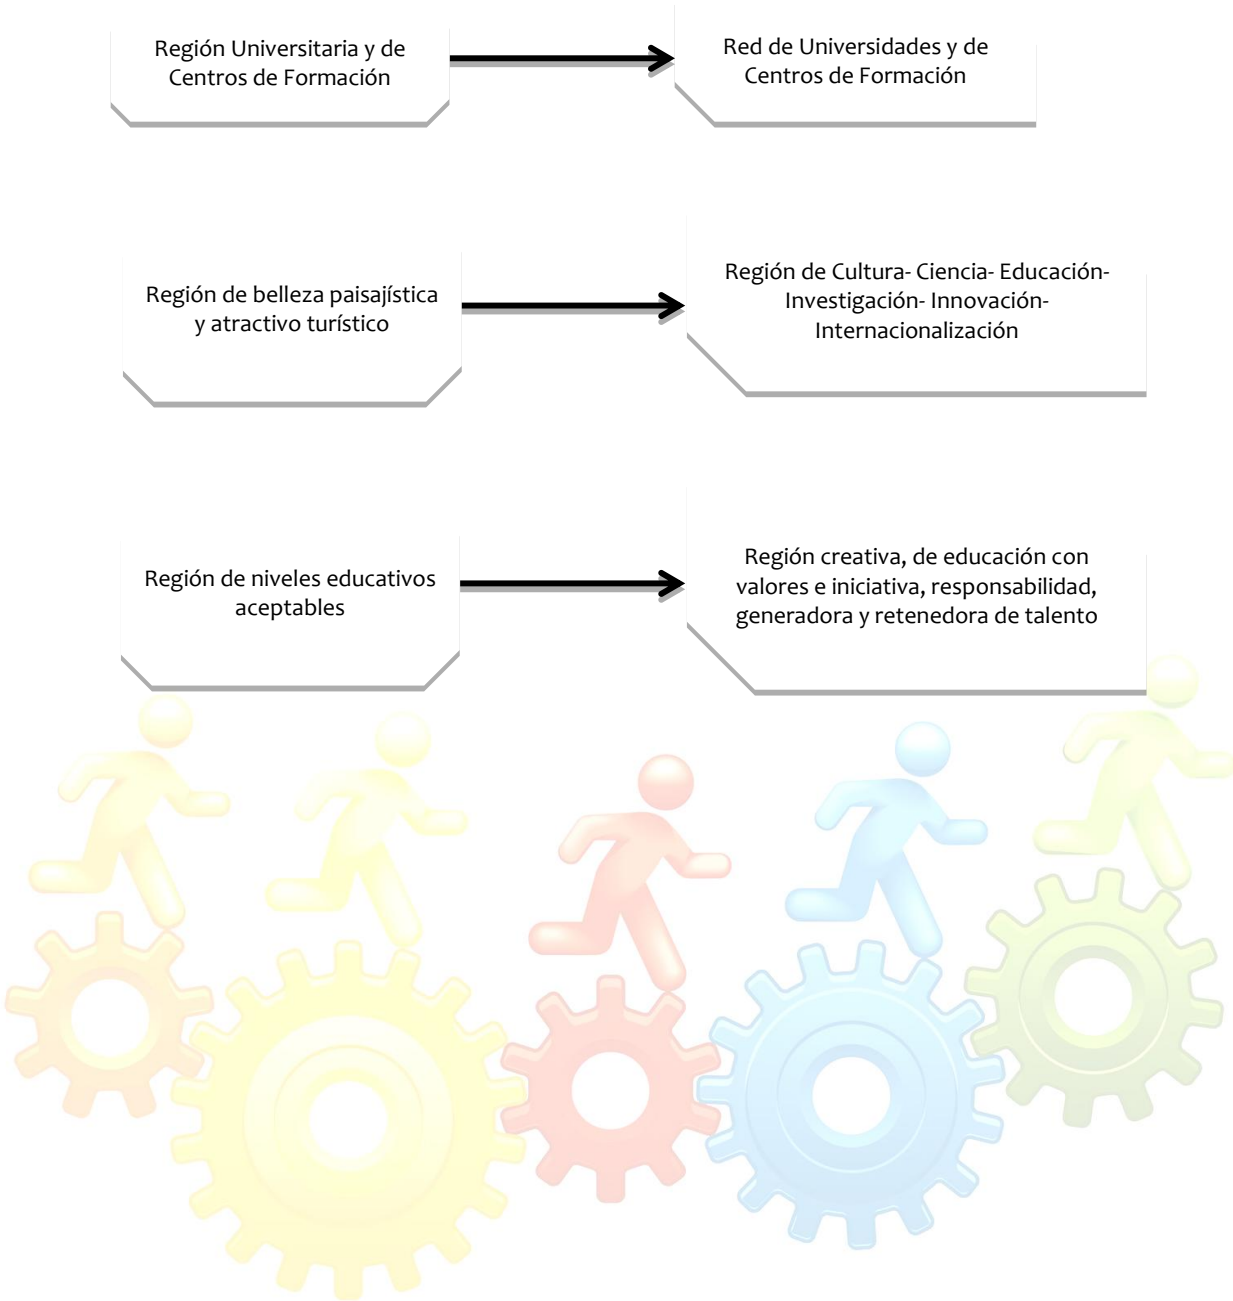 Región Universitaria y de
Centros de Formación
Red de Universidades y de
Centros de Formación
Región de belleza paisajística
y atractivo turístico
Región de Cultura- Ciencia- Educación-
Investigación- Innovación-
Internacionalización
Región de niveles educativos
aceptables
Región creativa, de educación con
valores e iniciativa, responsabilidad,
generadora y retenedora de talento